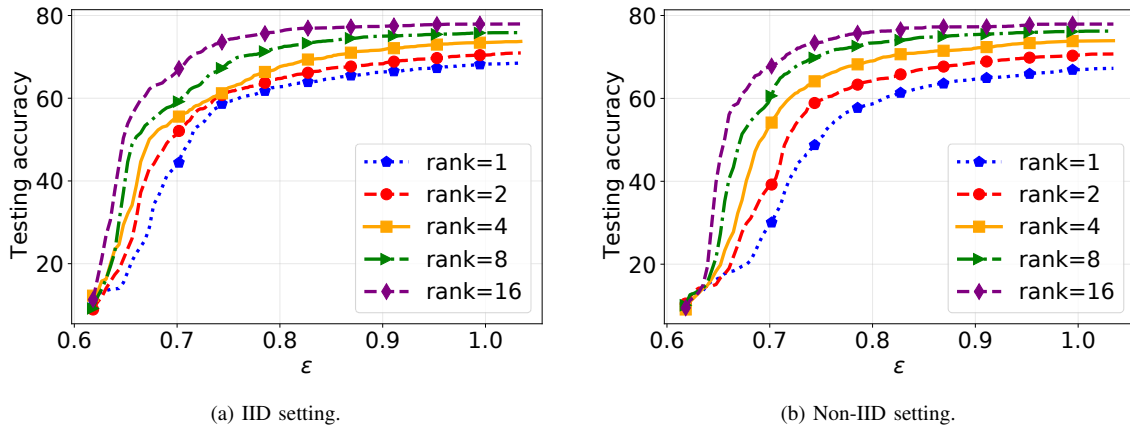 80
60
40
20
0.6 0.7 0.8 0.9 1.0
Testing accuracy
ε
rank=1
rank=2
rank=4
rank=8
rank=16
(a) IID setting.
80
60
40
20
0.6 0.7 0.8 0.9 1.0
Testing accuracy
ε
rank=1
rank=2
rank=4
rank=8
rank=16
(b) Non-IID setting.